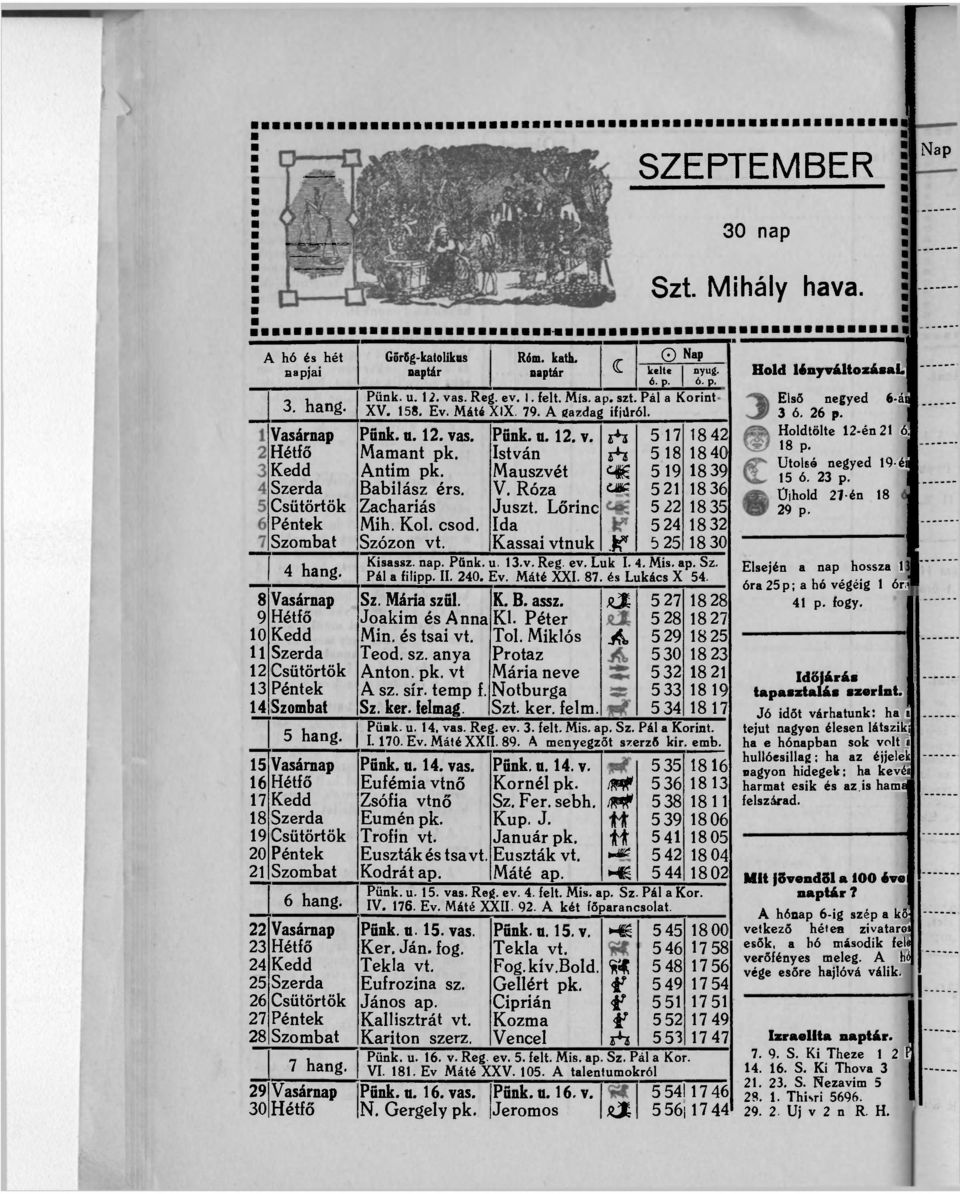 SZEPTEMBER
30 nap
Szt. Mihály hava.
Nap
A hó és hét napjai | Görög-katolikus naptár | Róm. kath. naptár | ☾ | ☉ Nap
kelte ó. p. | nyug. ó. p.
3. hang. | Pünk. u. 12. vas. Reg. ev. 1. felt. Mis. ap. szt. Pál a Korint
XV. 158. Ev. Máté XIX. 79. A gazdag ifjúról.
1 Vasárnap | Pünk. u. 12. vas. | Pünk. u. 12. v. | 5 17 | 18 42
2 Hétfő | Mamant pk. | István | 5 18 | 18 40
3 Kedd | Antim pk. | Mauszvét | 5 19 | 18 39
4 Szerda | Babilász érs. | V. Róza | 5 21 | 18 36
5 Csütörtök | Zachariás | Juszt. Lőrinc | 5 22 | 18 35
6 Péntek | Mih. Kol. csod. | Ida | 5 24 | 18 32
7 Szombat | Szózon vt. | Kassai vtnuk | 5 25 | 18 30
4 hang. | Kisassz. nap. Pünk. u. 13.v. Reg. ev. Luk I. 4. Mis. ap. Sz.
Pál a filipp. II. 240. Ev. Máté XXI. 87. és Lukács X 54.
8 Vasárnap | Sz. Mária szül. | K. B. assz. | 5 27 | 18 28
9 Hétfő | Joakim és Anna | Kl. Péter | 5 28 | 18 27
10 Kedd | Min. és tsai vt. | Tol. Miklós | 5 29 | 18 25
11 Szerda | Teod. sz. anya | Protaz | 5 30 | 18 23
12 Csütörtök | Anton. pk. vt | Mária neve | 5 32 | 18 21
13 Péntek | A sz. sír. temp f. | Notburga | 5 33 | 18 19
14 Szombat | Sz. ker. felmag. | Szt. ker. felm. | 5 34 | 18 17
5 hang. | Pünk. u. 14. vas. Reg. ev. 3. felt. Mis. ap. Sz. Pál a Korint.
I. 170. Ev. Máté XXII. 89. A menyegzőt szerző kir. emb.
15 Vasárnap | Pünk. u. 14. vas. | Pünk. u. 14. v. | 5 35 | 18 16
16 Hétfő | Eufémia vtnő | Kornél pk. | 5 36 | 18 13
17 Kedd | Zsófia vtnő | Sz. Fer. sebh. | 5 38 | 18 11
18 Szerda | Eumén pk. | Kup. J. | 5 39 | 18 06
19 Csütörtök | Trofin vt. | Január pk. | 5 41 | 18 05
20 Péntek | Euszták és tsa vt. | Euszták vt. | 5 42 | 18 04
21 Szombat | Kodrát ap. | Máté ap. | 5 44 | 18 02
6 hang. | Pünk. u. 15. vas. Reg. ev. 4. felt. Mis. ap. Sz. Pál a Kor.
IV. 176. Ev. Máté XXII. 92. A két főparancsolat.
22 Vasárnap | Pünk. u. 15. vas. | Pünk. u. 15. v. | 5 45 | 18 00
23 Hétfő | Ker. Ján. fog. | Tekla vt. | 5 46 | 17 58
24 Kedd | Tekla vt. | Fog. kiv. Bold. | 5 48 | 17 56
25 Szerda | Eufrozina sz. | Gellért pk. | 5 49 | 17 54
26 Csütörtök | János ap. | Ciprián | 5 51 | 17 51
27 Péntek | Kallisztrát vt. | Kozma | 5 52 | 17 49
28 Szombat | Kariton szerz. | Vencel | 5 53 | 17 47
7 hang. | Pünk. u. 16. v. Reg. ev. 5. felt. Mis. ap. Sz. Pál a Kor.
VI. 181. Ev Máté XXV. 105. A talentumokról
29 Vasárnap | Pünk. u. 16. vas. | Pünk. u. 16. v. | 5 54 | 17 46
30 Hétfő | N. Gergely pk. | Jeromos | 5 56 | 17 44
Hold lényváltozásai.
Első negyed 6-án
3 ó. 26 p.
Holdtölte 12-én 21 ó.
18 p.
Utolsó negyed 19-én
15 ó. 23 p.
Újhold 27-én 18
29 p.
Elsején a nap hossza 13
óra 25 p; a hó végéig 1 ór.
41 p. fogy.
Időjárás
tapasztalás szerint.
Jó időt várhatunk: ha
tejut nagyon élesen látszik;
ha e hónapban sok volt
hullócsillag; ha az éjjelek
nagyon hidegek; ha kevés
harmat esik és az is hama
felszárad.
Mit jövendől a 100 éve
naptár?
A hónap 6-ig szép a kö-
vetkező héten zivataros
esők, a hó második fele
verőfényes meleg. A hó
vége esőre hajlóvá válik.
Izraelita naptár.
7. 9. S. Ki Theze 1 2 P
14. 16. S. Ki Thova 3
21. 23. S. Nezavim 5
28. 1. Thisri 5696.
29. 2. Uj v 2 n R. H.